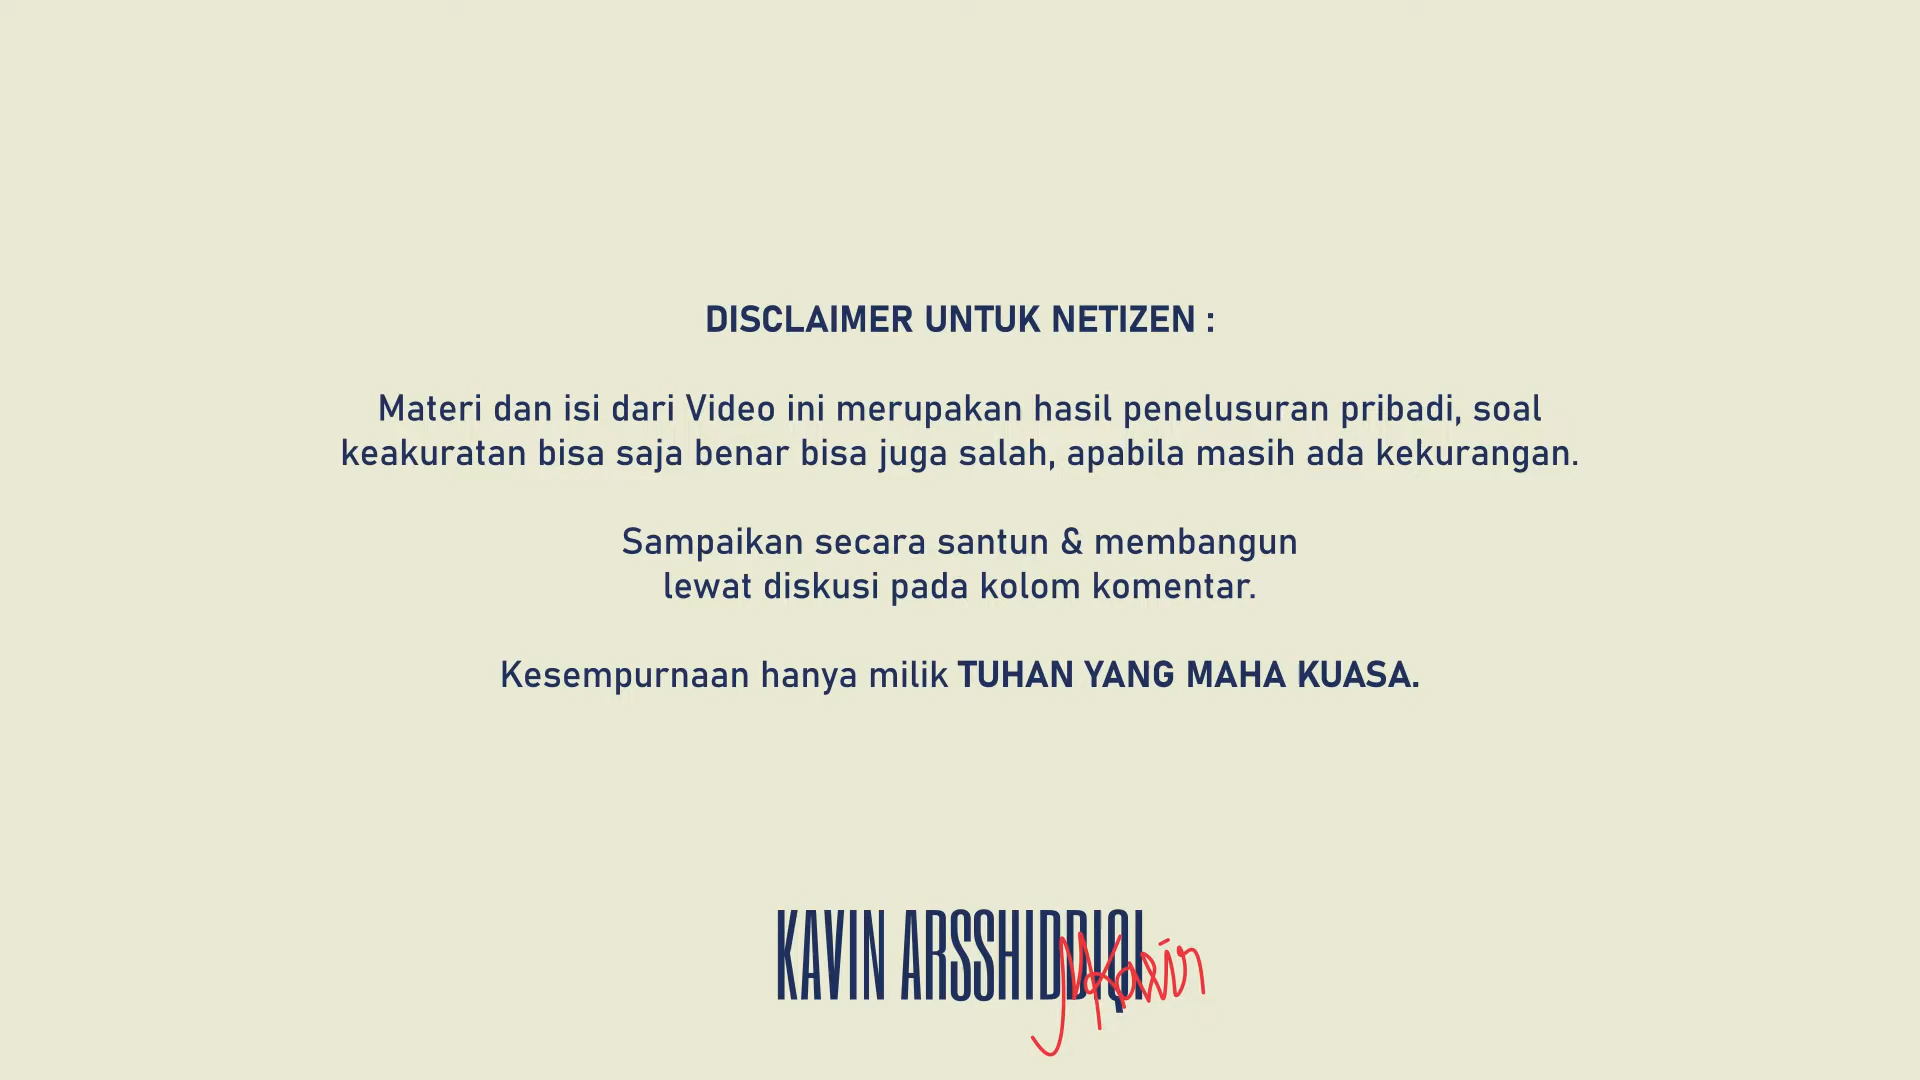 DISCLAIMER UNTUK NETIZEN :
Materi dan isi dari Video ini merupakan hasil penelusuran pribadi, soal
keakuratan bisa saja benar bisa juga salah, apabila masih ada kekurangan.
Sampaikan secara santun & membangun
lewat diskusi pada kolom komentar.
Kesempurnaan hanya milik TUHAN YANG MAHA KUASA.
KAVIN ARSSHIDDIQI